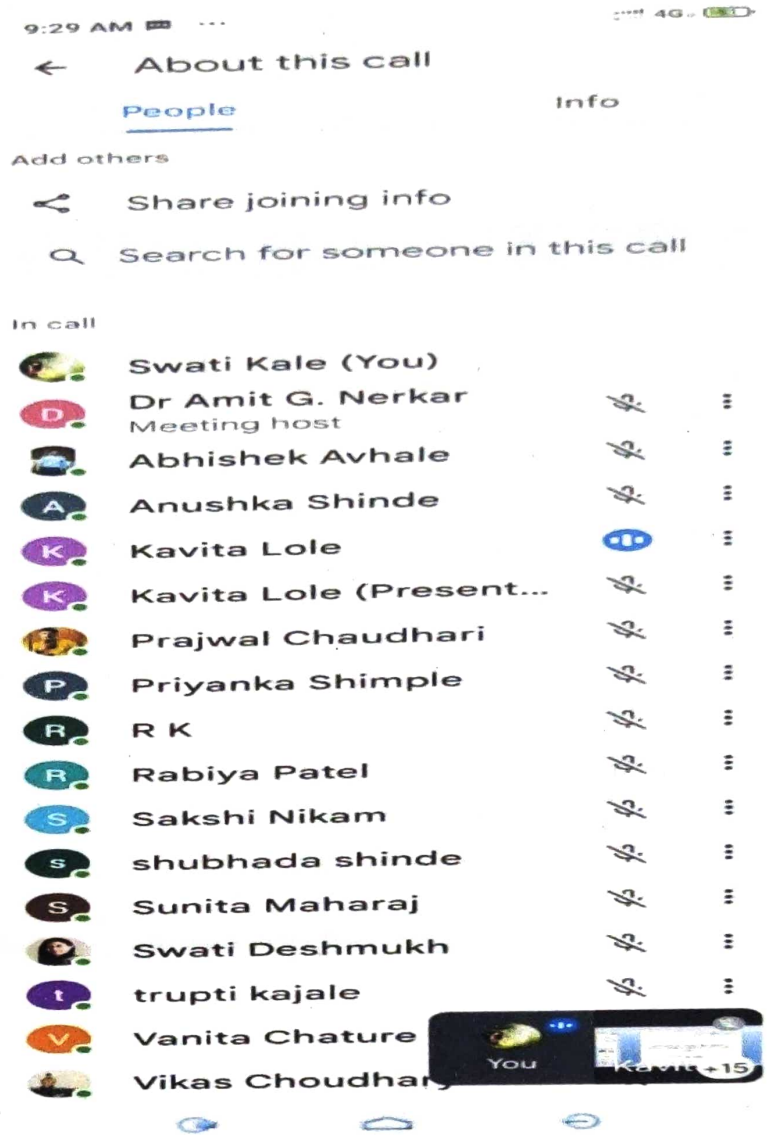 9:29 AM ...
4G
About this call
People
Info
Add others
Share joining info
Search for someone in this call
In call
Swati Kale (You)
D
Dr Amit G. Nerkar
Meeting host
Abhishek Avhale
A
Anushka Shinde
K
Kavita Lole
K
Kavita Lole (Present...
Prajwal Chaudhari
P
Priyanka Shimple
R
R K
R
Rabiya Patel
S
Sakshi Nikam
s
shubhada shinde
S
Sunita Maharaj
Swati Deshmukh
t
trupti kajale
V
Vanita Chature
Vikas Choudhary
You
Kavit
+15